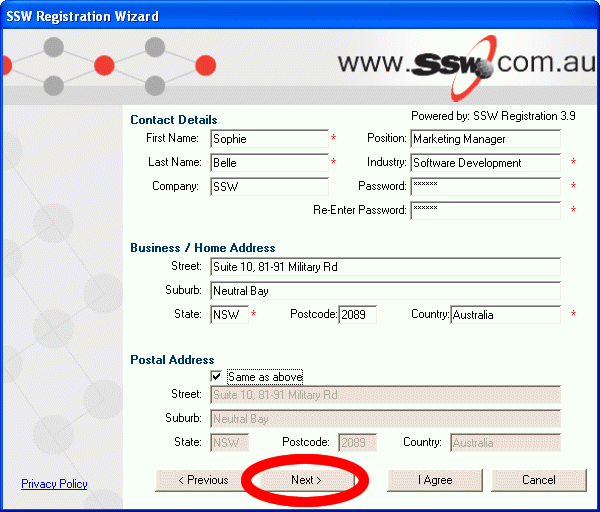 SSW Registration Wizard
www.SSW.com.au
Powered by: SSW Registration 3.9
Contact Details
First Name: Sophie * Position: Marketing Manager
Last Name: Belle * Industry: Software Development *
Company: SSW Password: ****** *
Re-Enter Password: ****** *
Business / Home Address
Street: Suite 10, 81-91 Military Rd
Suburb: Neutral Bay
State: NSW * Postcode: 2089 Country: Australia *
Postal Address
Same as above
Street: Suite 10, 81-91 Military Rd
Suburb: Neutral Bay
State: NSW Postcode: 2089 Country: Australia
Privacy Policy < Previous Next > I Agree Cancel